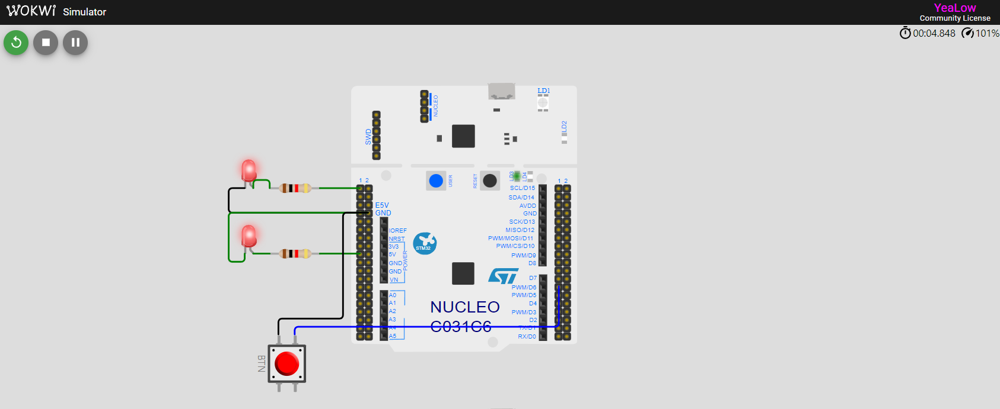 WOKWi Simulator
YeaLow
Community License
00:04.848 101%
LD1
NUCLEO
LD2
SWD
USER
RESET
LD3
LD4
1 2
1 2
SCL/D15
SDA/D14
E5V
AVDD
GND
GND
SCK/D13
IOREF
MISO/D12
NRST
PWM/MOSI/D11
3V3
PWM/CS/D10
STM32
5V
PWM/D9
POWER
GND
D8
GND
VN
D7
ST
PWM/D6
A0
PWM/D5
A1
D4
NUCLEO
A2
PWM/D3
A3
D2
C031C6
A4
TX/D1
A5
RX/D0
BTN